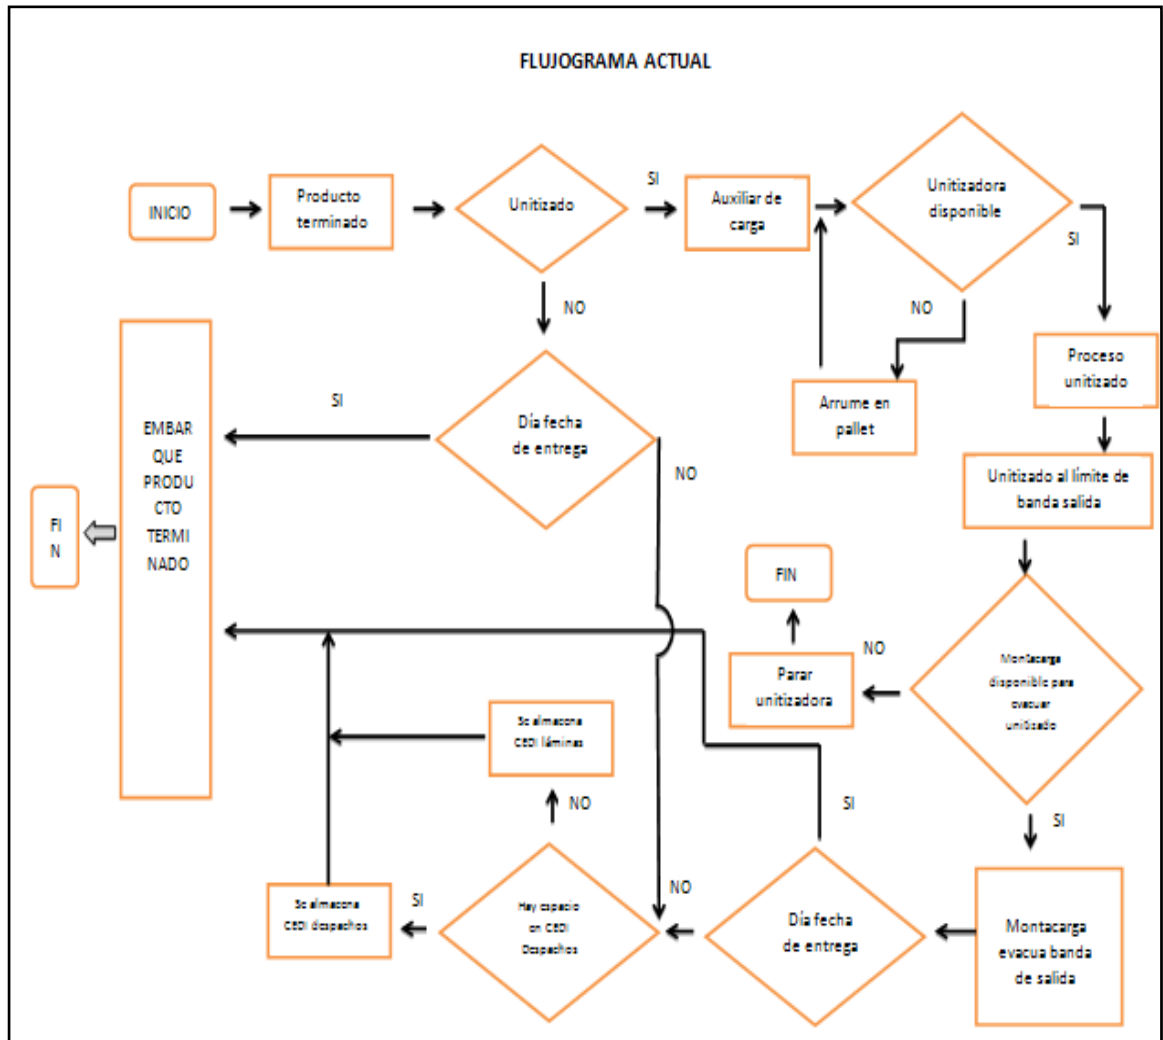 FLUJOGRAMA ACTUAL
INICIO
Producto
terminado
Unitizado
SI
Auxiliar de
carga
Unitizadora
disponible
SI
NO
NO
Arrume en
pallet
Proceso
unitizado
Unitizado al límite de
banda salida
Día fecha
de entrega
SI
NO
EMBAR
QUE
PRODU
CTO
TERMI
NADO
FI
N
FIN
Parar
unitizadora
NO
Montacarga
disponible para
evacuar
unitizado
SI
Se almacena
CEDI láminas
NO
SI
Se almacena
CEDI despachos
SI
Hay espacio
en CEDI
Despachos
NO
Día fecha
de entrega
Montacarga
evacua banda
de salida